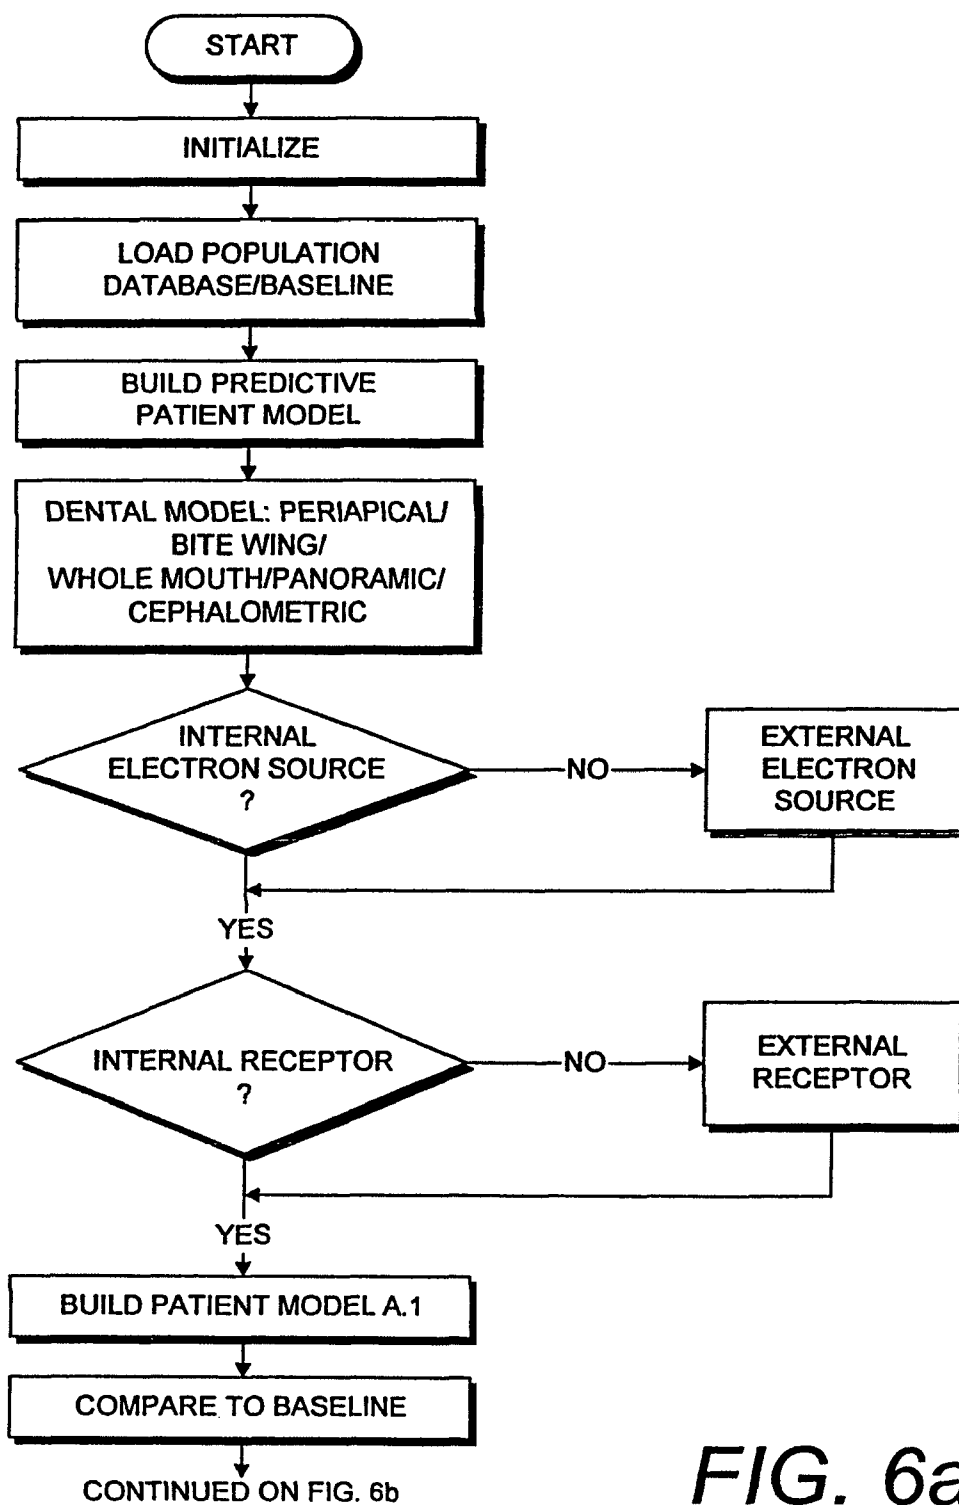 START
INITIALIZE
LOAD POPULATION
DATABASE/BASELINE
BUILD PREDICTIVE
PATIENT MODEL
DENTAL MODEL: PERIAPICAL/
BITE WING/
WHOLE MOUTH/PANORAMIC/
CEPHALOMETRIC
INTERNAL
ELECTRON SOURCE
?
NO
EXTERNAL
ELECTRON
SOURCE
YES
INTERNAL RECEPTOR
?
NO
EXTERNAL
RECEPTOR
YES
BUILD PATIENT MODEL A.1
COMPARE TO BASELINE
CONTINUED ON FIG. 6b
FIG. 6a